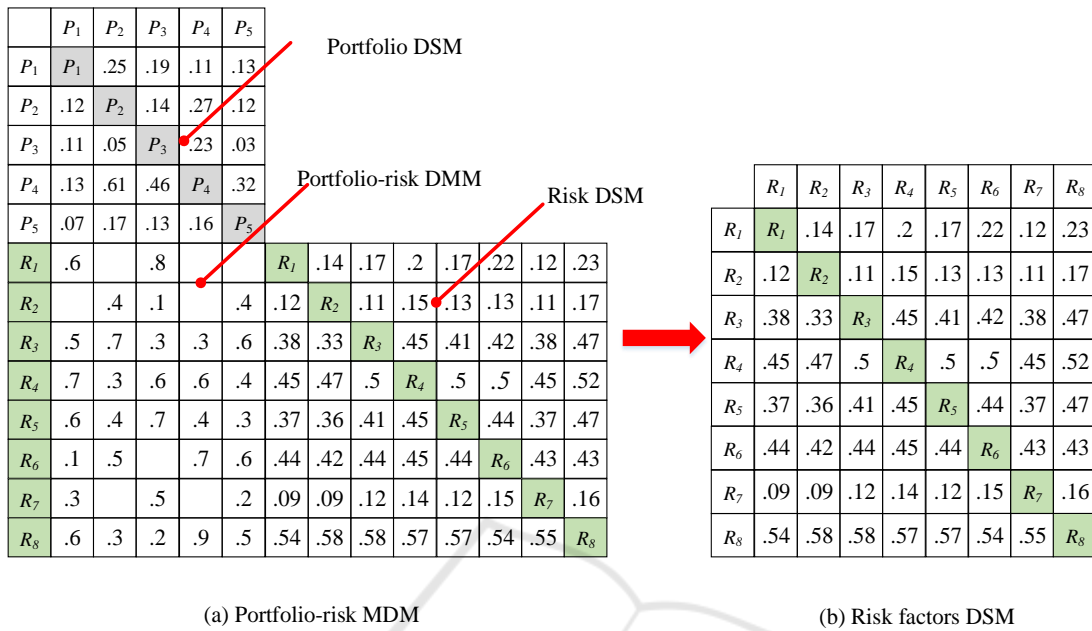 P1 P2 P3 P4 P5
P1 P1 .25 .19 .11 .13
P2 .12 P2 .14 .27 .12
P3 .11 .05 P3 .23 .03
P4 .13 .61 .46 P4 .32
P5 .07 .17 .13 .16 P5
Portfolio DSM
Portfolio-risk DMM
Risk DSM
R1 .6 .8 R1 .14 .17 .2 .17 .22 .12 .23
R2 .4 .1 .4 .12 R2 .11 .15 .13 .13 .11 .17
R3 .5 .7 .3 .3 .6 .38 .33 R3 .45 .41 .42 .38 .47
R4 .7 .3 .6 .6 .4 .45 .47 .5 R4 .5 .5 .45 .52
R5 .6 .4 .7 .4 .3 .37 .36 .41 .45 R5 .44 .37 .47
R6 .1 .5 .7 .6 .44 .42 .44 .45 .44 R6 .43 .43
R7 .3 .5 .2 .09 .09 .12 .14 .12 .15 R7 .16
R8 .6 .3 .2 .9 .5 .54 .58 .58 .57 .57 .54 .55 R8
(a) Portfolio-risk MDM
R1 R2 R3 R4 R5 R6 R7 R8
R1 R1 .14 .17 .2 .17 .22 .12 .23
R2 .12 R2 .11 .15 .13 .13 .11 .17
R3 .38 .33 R3 .45 .41 .42 .38 .47
R4 .45 .47 .5 R4 .5 .5 .45 .52
R5 .37 .36 .41 .45 R5 .44 .37 .47
R6 .44 .42 .44 .45 .44 R6 .43 .43
R7 .09 .09 .12 .14 .12 .15 R7 .16
R8 .54 .58 .58 .57 .57 .54 .55 R8
(b) Risk factors DSM